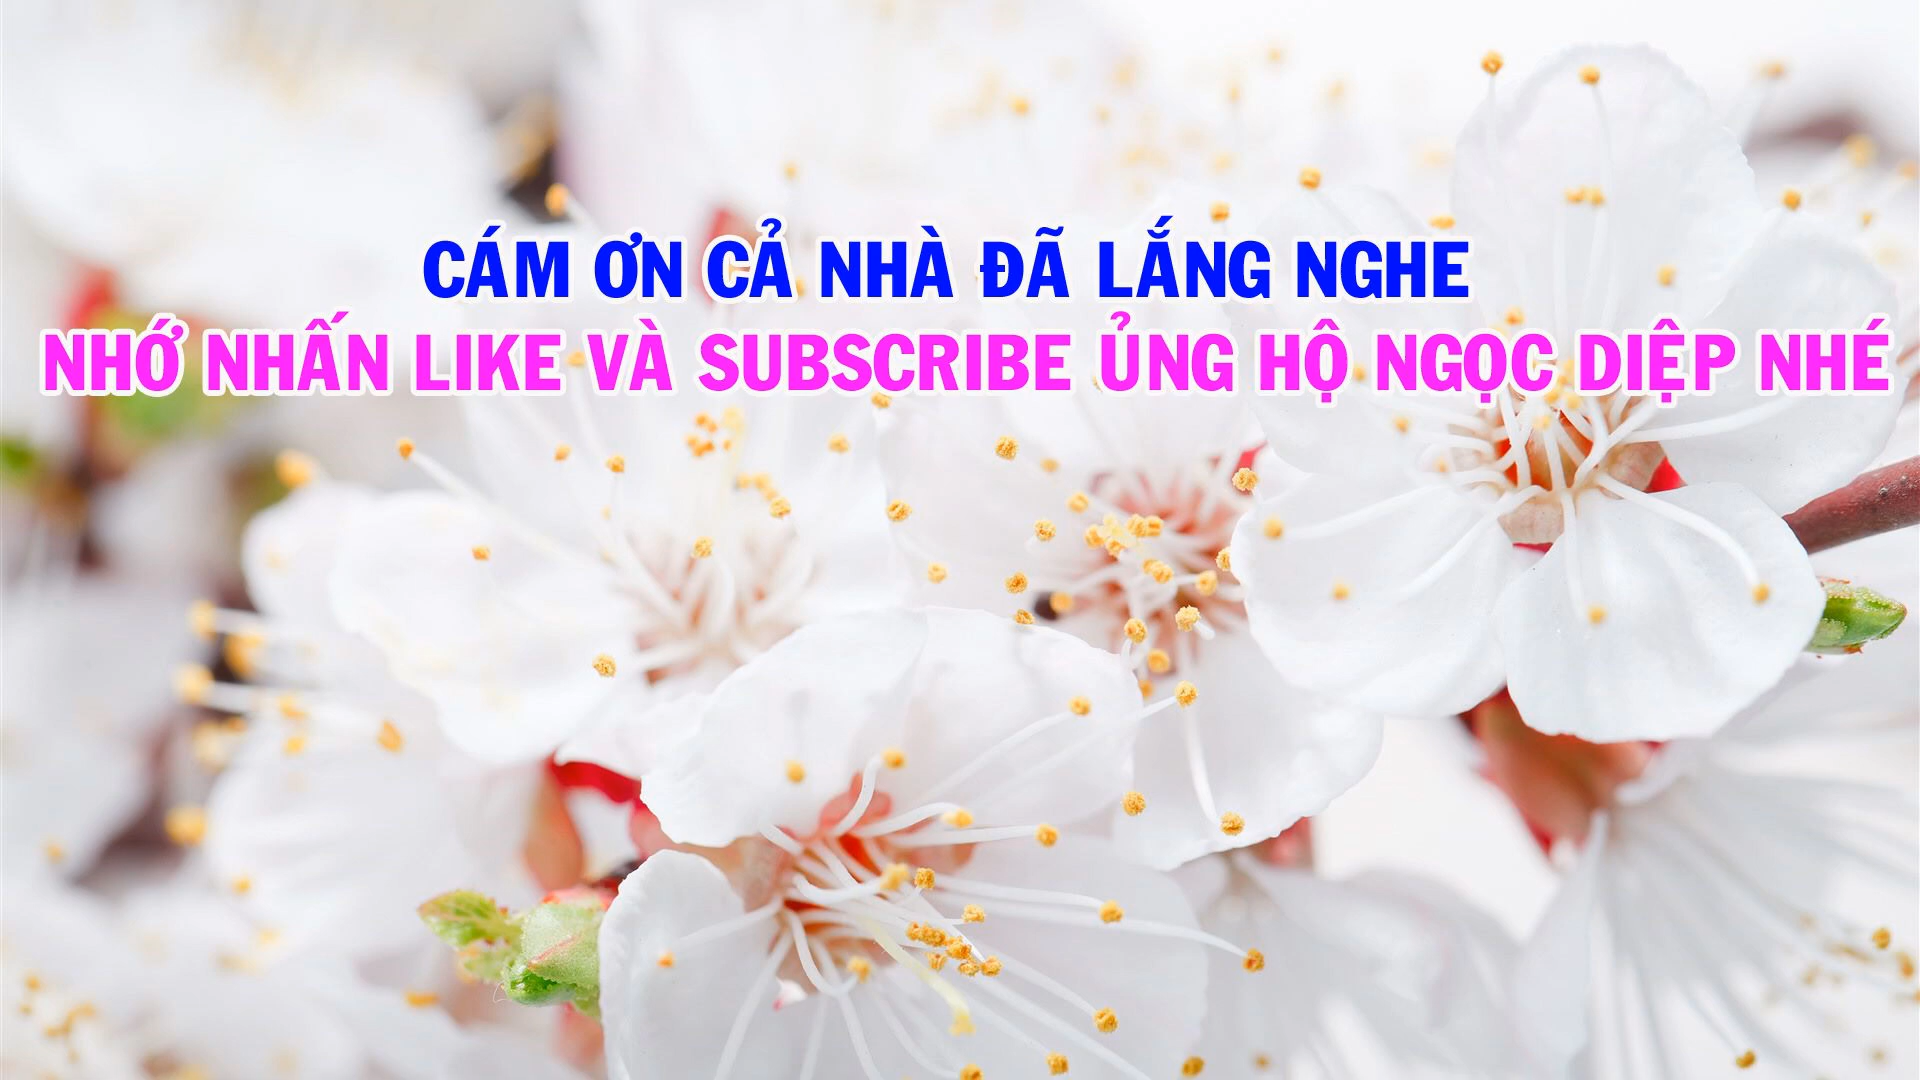 CÁM ƠN CẢ NHÀ ĐÃ LẮNG NGHE
NHỚ NHẤN LIKE VÀ SUBSCRIBE ỦNG HỘ NGỌC DIỆP NHÉ